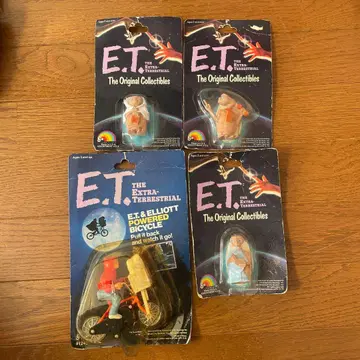 E.T.
THE
EXTRA-
TERRESTRIAL
The Original Collectibles
E.T.
THE
EXTRA-
TERRESTRIAL
The Original Collectibles
E.T.
THE
EXTRA-
TERRESTRIAL
E.T. & ELLIOTT
POWERED
BICYCLE
Pull it back
and watch it go!
E.T.
THE
EXTRA-
TERRESTRIAL
The Original Collectibles